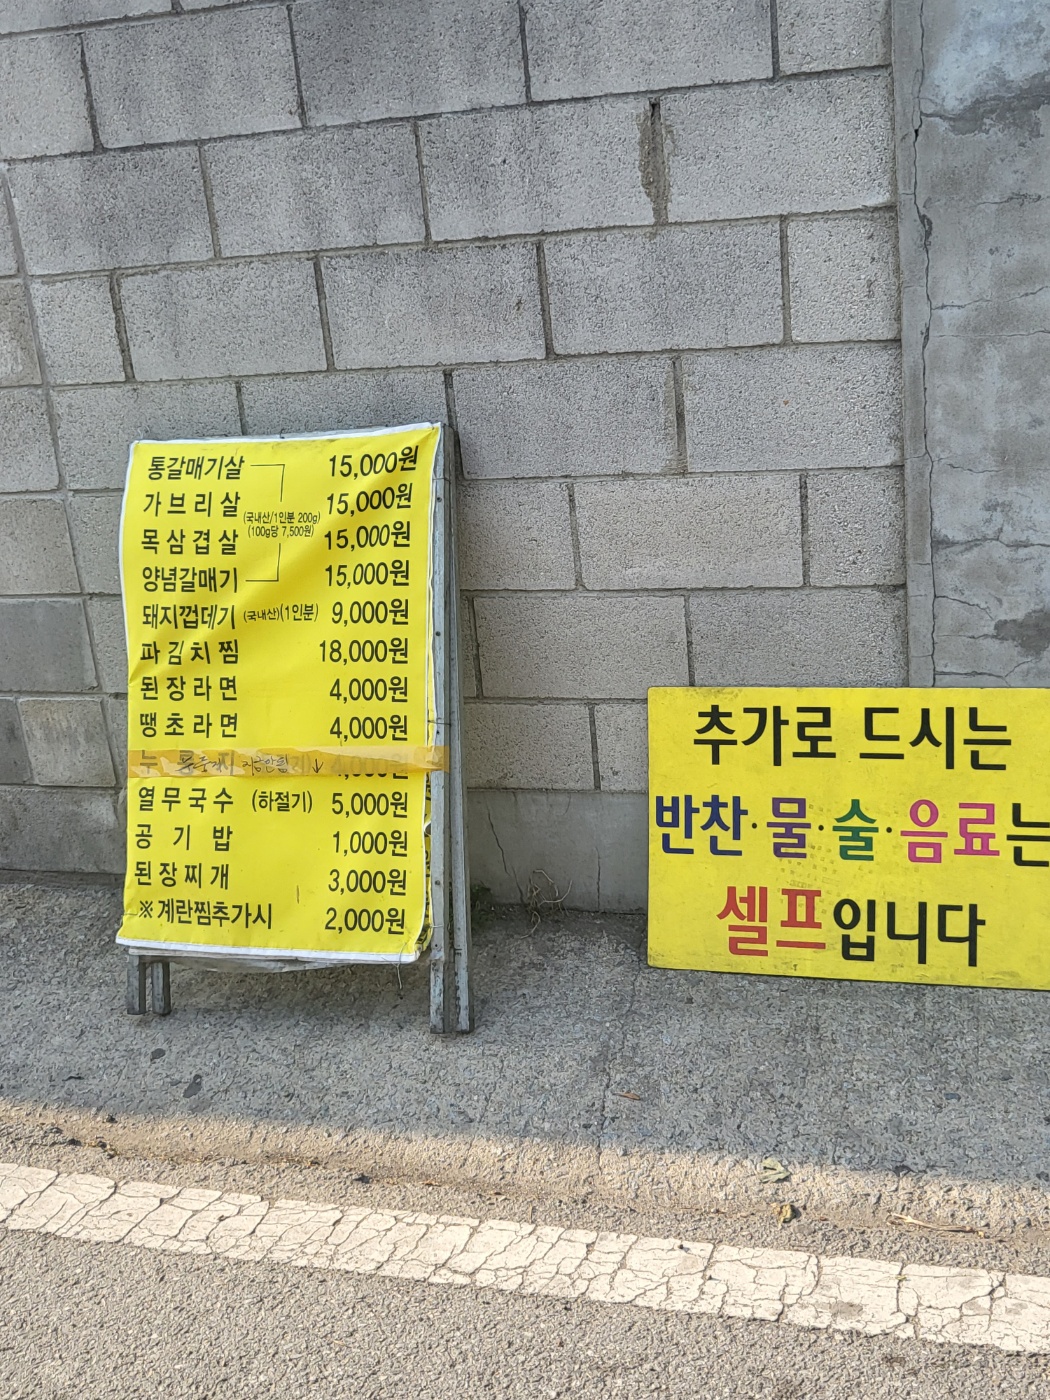 통갈매기살 15,000원
가브리살 15,000원
(국내산/1인분 200g)
(100g당 7,500원)
목삼겹살 15,000원
양념갈매기 15,000원
돼지껍데기 (국내산)(1인분) 9,000원
파김치찜 18,000원
된장라면 4,000원
땡초라면 4,000원
누 4,000원
열무국수 (하절기) 5,000원
공기밥 1,000원
된장찌개 3,000원
※계란찜추가시 2,000원
추가로 드시는
반찬·물·술·음료는
셀프입니다